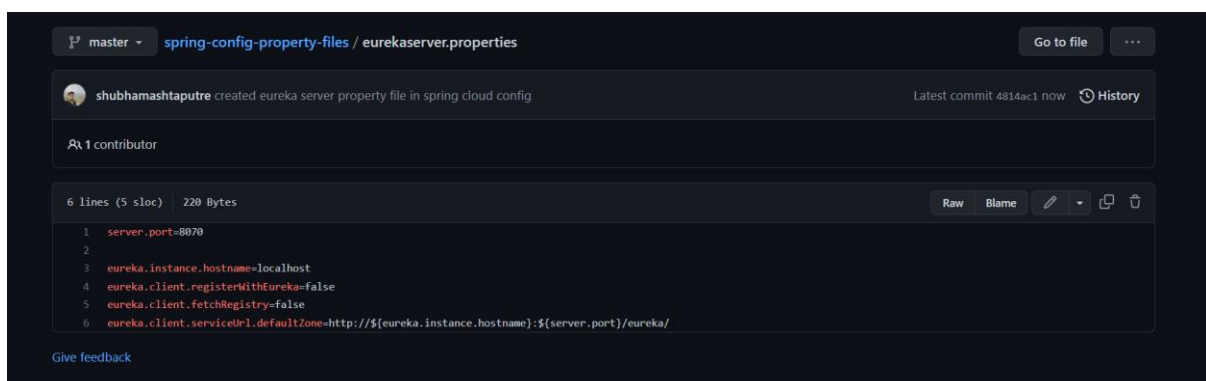 master spring-config-property-files / eurekaserver.properties Go to file ...
shubhamashtaputre created eureka server property file in spring cloud config Latest commit 4814ac1 now History
1 contributor
6 lines (5 sloc) 220 Bytes Raw Blame
1 server.port=8070
2
3 eureka.instance.hostname=localhost
4 eureka.client.registerWithEureka=false
5 eureka.client.fetchRegistry=false
6 eureka.client.serviceUrl.defaultZone=http://${eureka.instance.hostname}:${server.port}/eureka/
Give feedback